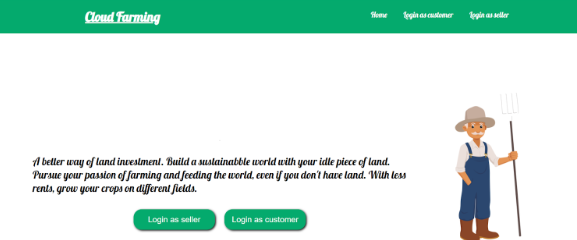 Cloud Farming
Home Login as customer Login as seller
A better way of land investment. Build a sustainabble world with your idle piece of land.
Pursue your passion of farming and feeding the world, even if you don't have land. With less
rents, grow your crops on different fields.
Login as seller Login as customer